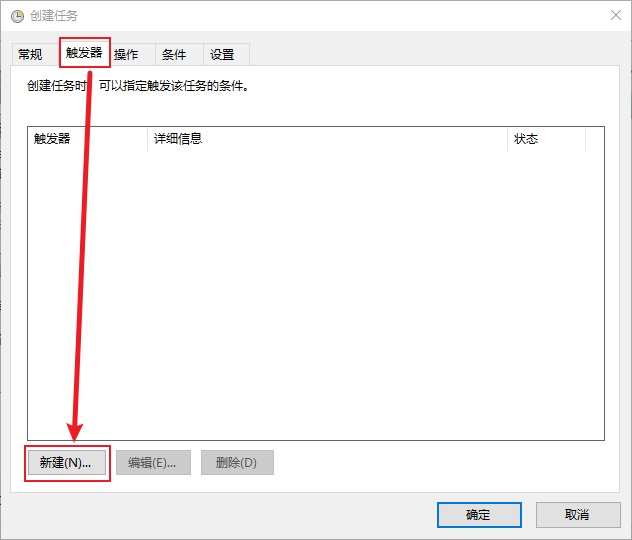 创建任务
常规 触发器 操作 条件 设置
创建任务时，可以指定触发该任务的条件。
触发器 详细信息 状态
新建(N)... 编辑(E)... 删除(D)
确定 取消